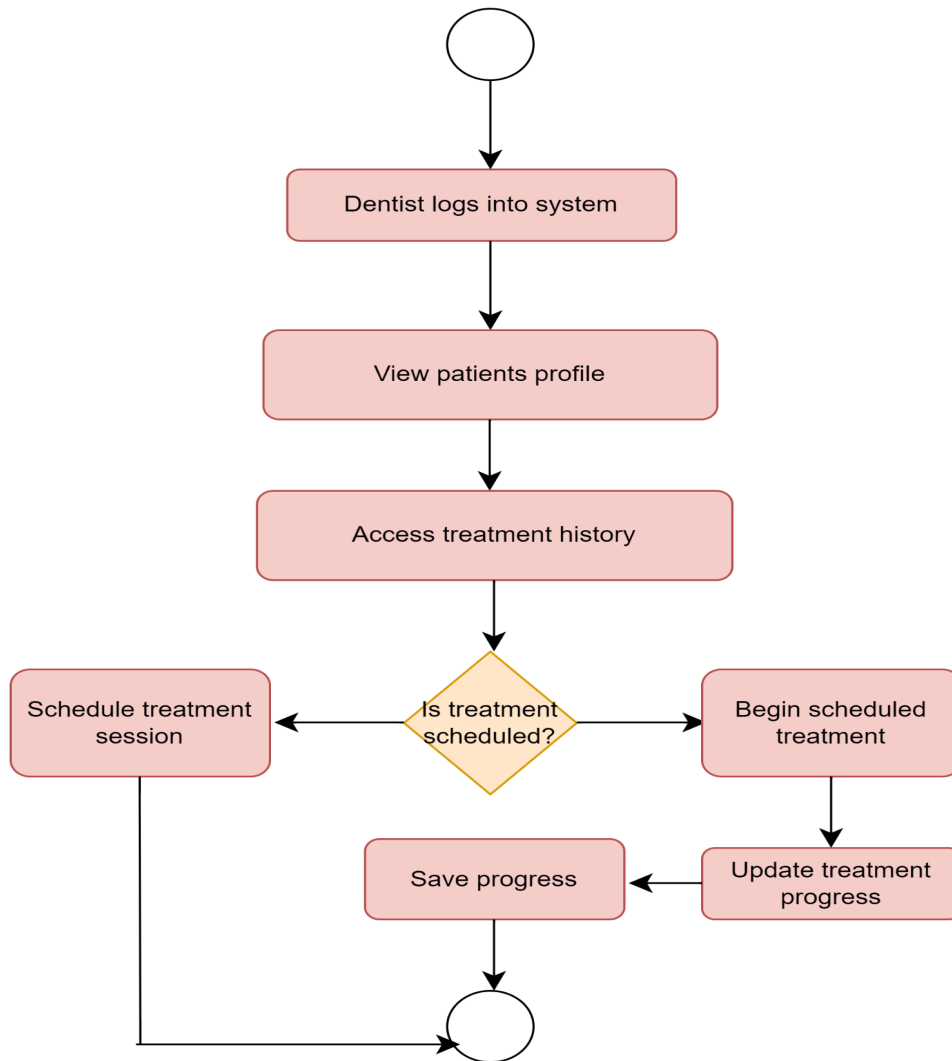 Dentist logs into system
View patients profile
Access treatment history
Schedule treatment
session
Is treatment
scheduled?
Begin scheduled
treatment
Save progress
Update treatment
progress